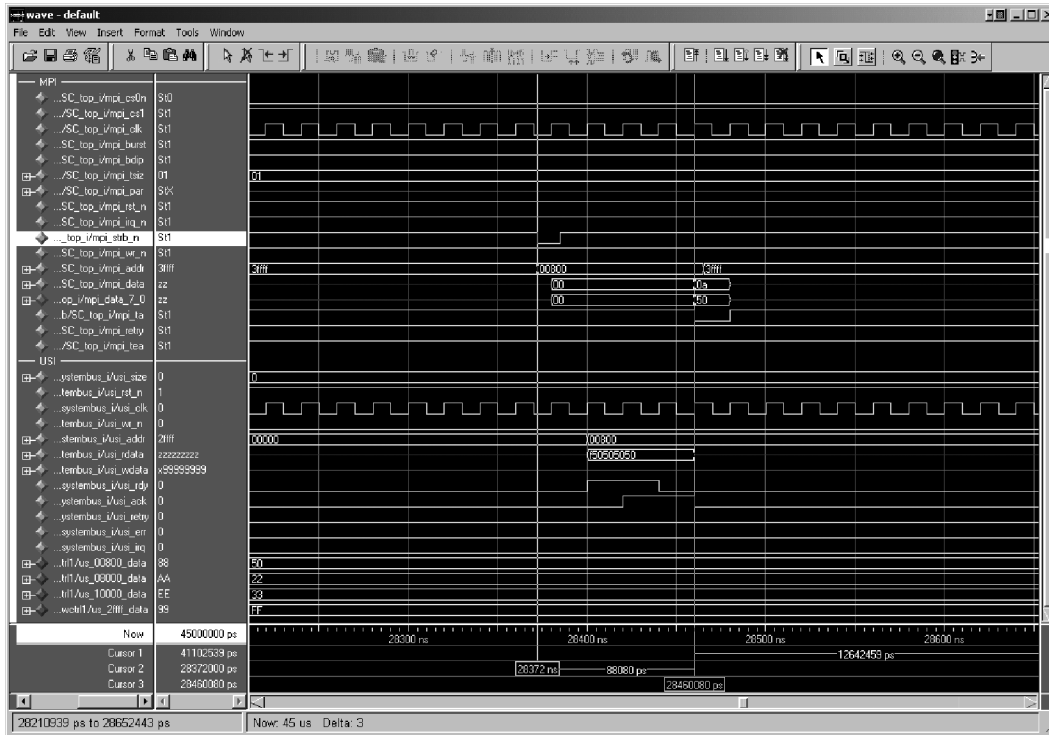 wave - default
File Edit View Insert Format Tools Window
MPI
...SC_top_i/mpi_cs0n St0
.../SC_top_i/mpi_cs1 St1
.../SC_top_i/mpi_clk St1
...SC_top_i/mpi_burst St1
...SC_top_i/mpi_bdip St1
.../SC_top_i/mpi_tsiz 01 01
.../SC_top_i/mpi_par StX
...SC_top_i/mpi_rst_n St1
...SC_top_i/mpi_irq_n St1
..._top_i/mpi_strb_n St1
...SC_top_i/mpi_wr_n St1
...SC_top_i/mpi_addr 3ffff 3ffff 00800 3ffff
...SC_top_i/mpi_data zz 00 0a
...op_i/mpi_data_7_0 zz 00 50
...b/SC_top_i/mpi_ta St1
...SC_top_i/mpi_retry St1
.../SC_top_i/mpi_tea St1
USI
...ystembus_i/usi_size 0 0
...tembus_i/usi_rst_n 1
...systembus_i/usi_clk 0
...tembus_i/usi_wr_n 0
...stembus_i/usi_addr 2ffff 00000 00800
...tembus_i/usi_rdata zzzzzzzzz f50505050
...tembus_i/usi_wdata x99999999
...systembus_i/usi_rdy 0
...ystembus_i/usi_ack 0
...ystembus_i/usi_retry 0
...systembus_i/usi_err 0
...systembus_i/usi_irq 0
...trl1/us_00800_data 88 50
...trl1/us_08000_data AA 22
...trl1/us_10000_data EE 33
...wctrl1/us_2ffff_data 99 FF
Now 45000000 ps 28300 ns 28400 ns 28500 ns 28600 ns
Cursor 1 41102539 ps 12642459 ps
Cursor 2 28372000 ps 28372 ns 88080 ps
Cursor 3 28460080 ps 28460080 ps
28210939 ps to 28652443 ps Now: 45 us Delta: 3